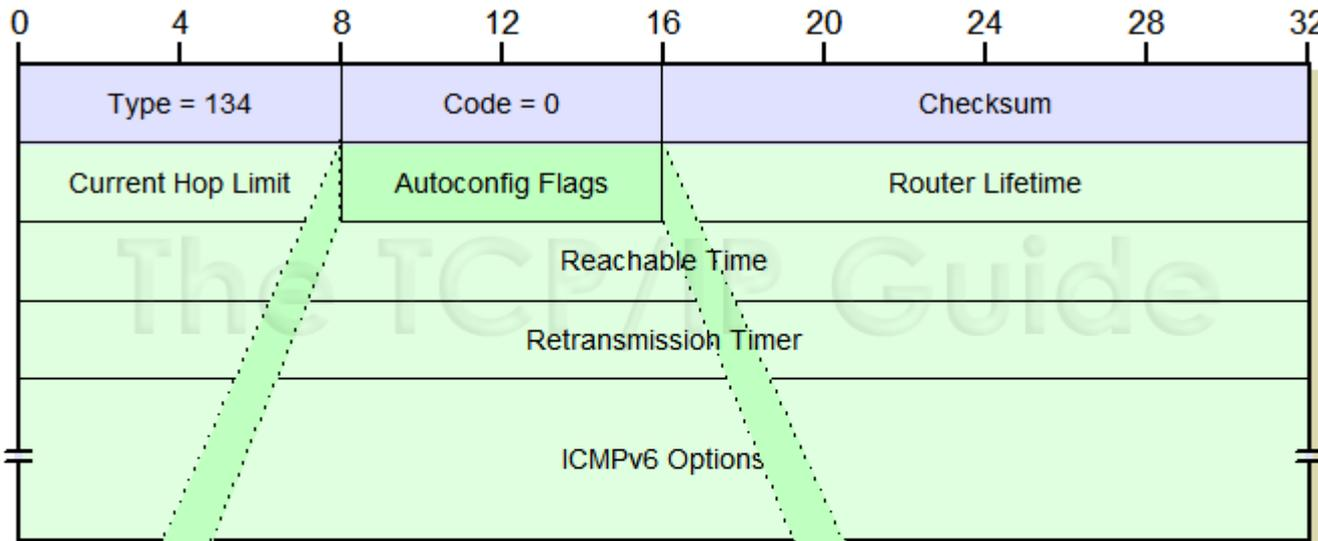 0 4 8 12 16 20 24 28 32
Type = 134 Code = 0 Checksum
Current Hop Limit Autoconfig Flags Router Lifetime
The TCP/IP Guide
Reachable Time
Retransmission Timer
ICMPv6 Options